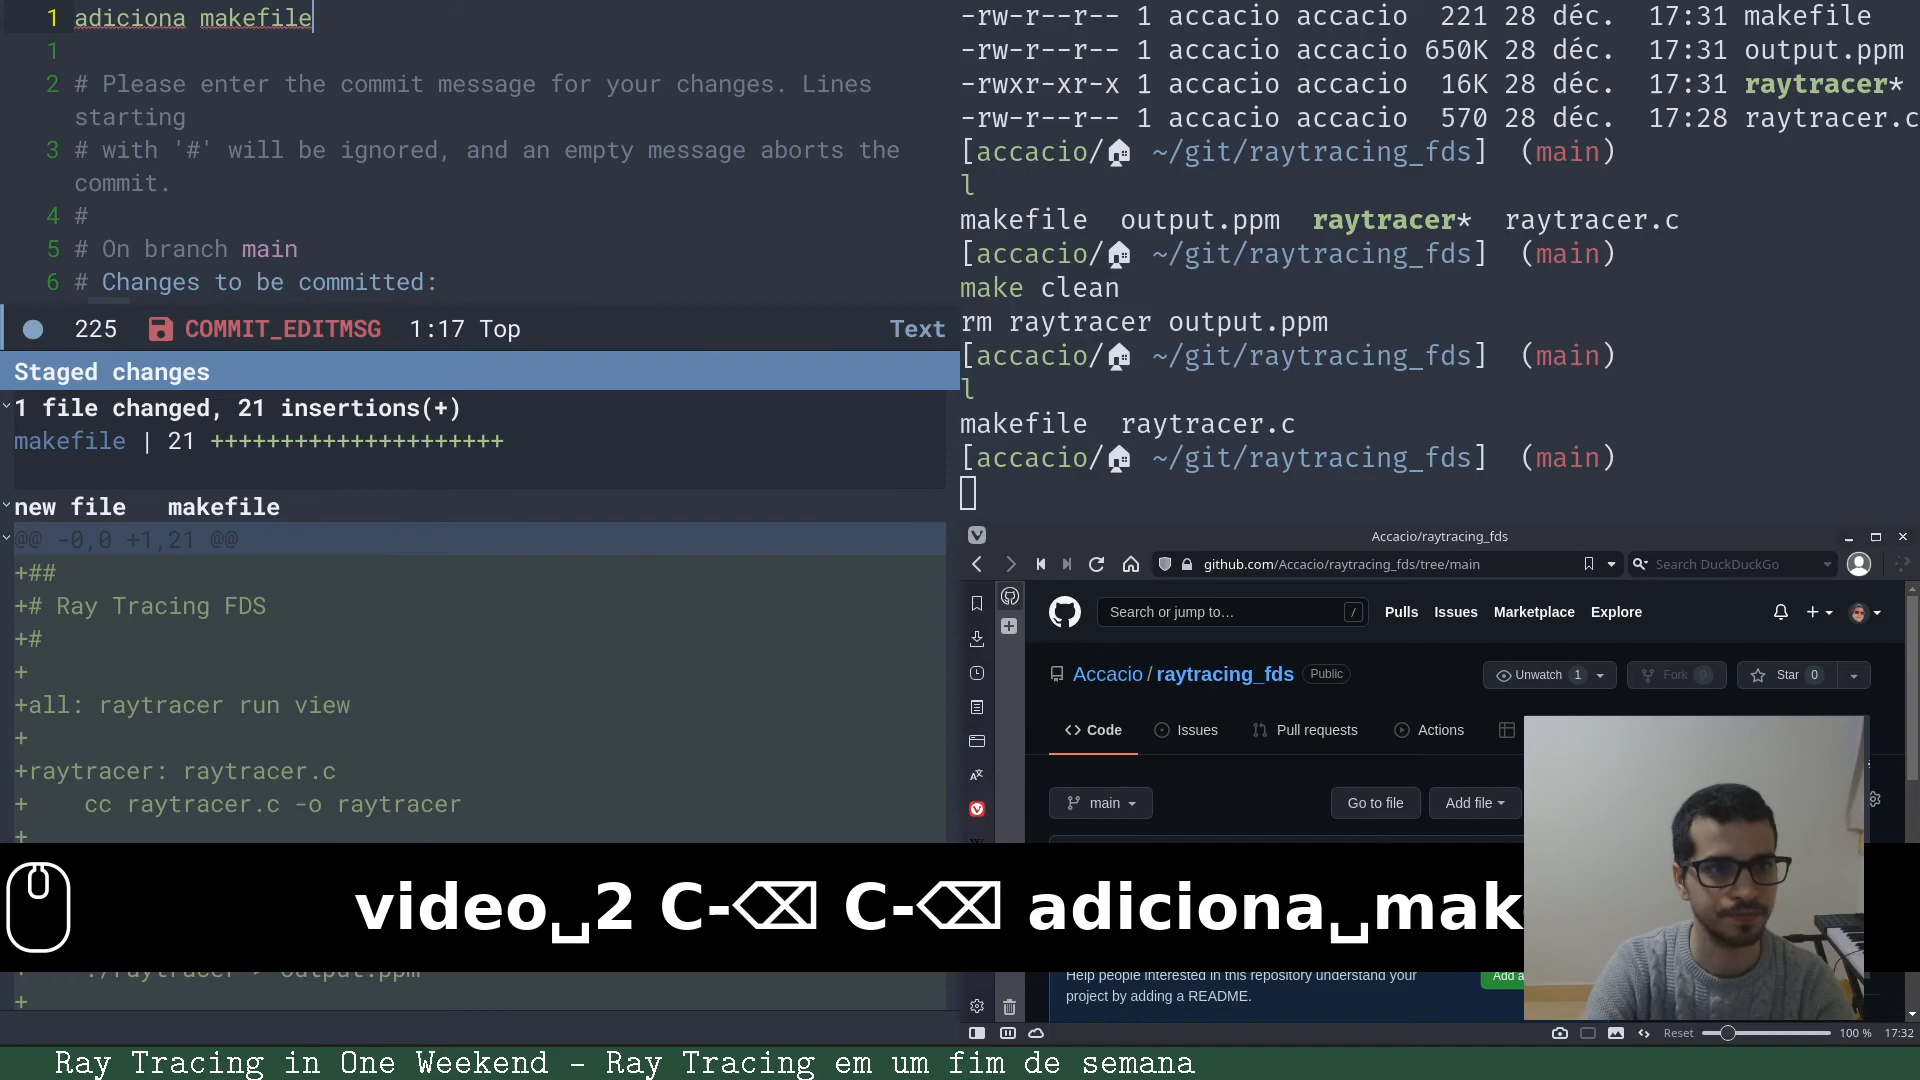 1 adiciona makefile
1
2 # Please enter the commit message for your changes. Lines
starting
3 # with '#' will be ignored, and an empty message aborts the
commit.
4 #
5 # On branch main
6 # Changes to be committed:
225 COMMIT_EDITMSG 1:17 Top Text
Staged changes
1 file changed, 21 insertions(+)
makefile | 21 +++++++++++++++++++++
new file makefile
@@ -0,0 +1,21 @@
+##
+# Ray Tracing FDS
+#
+
+all: raytracer run view
+
+raytracer: raytracer.c
+ cc raytracer.c -o raytracer
+
+ ./raytracer > output.ppm
+
-rw-r--r-- 1 accacio accacio 221 28 déc. 17:31 makefile
-rw-r--r-- 1 accacio accacio 650K 28 déc. 17:31 output.ppm
-rwxr-xr-x 1 accacio accacio 16K 28 déc. 17:31 raytracer*
-rw-r--r-- 1 accacio accacio 570 28 déc. 17:28 raytracer.c
[accacio/🏠 ~/git/raytracing_fds] (main)
l
makefile output.ppm raytracer* raytracer.c
[accacio/🏠 ~/git/raytracing_fds] (main)
make clean
rm raytracer output.ppm
[accacio/🏠 ~/git/raytracing_fds] (main)
l
makefile raytracer.c
[accacio/🏠 ~/git/raytracing_fds] (main)
Accacio/raytracing_fds
github.com/Accacio/raytracing_fds/tree/main Search DuckDuckGo
Search or jump to… / Pulls Issues Marketplace Explore
Accacio / raytracing_fds Public Unwatch 1 Fork 0 Star 0
Code Issues Pull requests Actions
main Go to file Add file
Help people interested in this repository understand your
project by adding a README.
Add a
Reset 100 % 17:32
video␣2 C-⌫ C-⌫ adiciona␣mak
Ray Tracing in One Weekend - Ray Tracing em um fim de semana